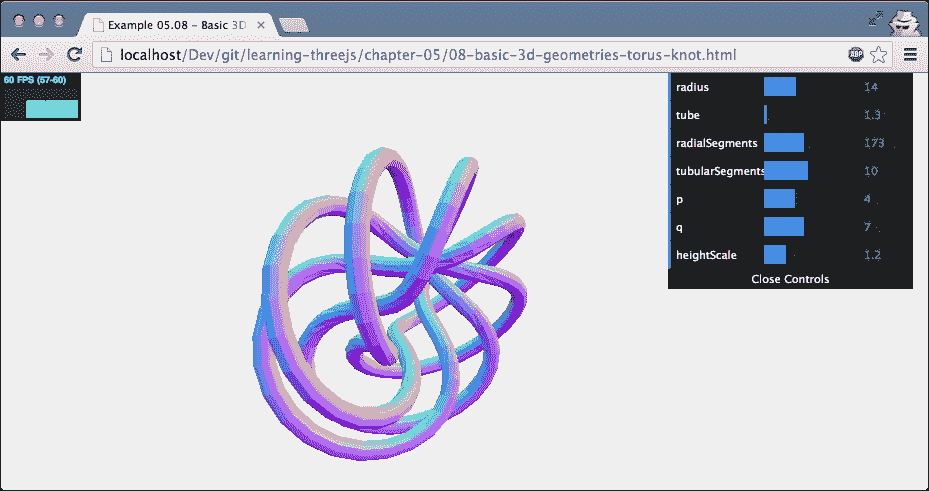 Example 05.08 – Basic 3D
localhost/Dev/git/learning-threejs/chapter-05/08-basic-3d-geometries-torus-knot.html
ABP
60 FPS (57-60)
radius 14
tube 1.3
radialSegments 173
tubularSegments 10
p 4
q 7
heightScale 1.2
Close Controls